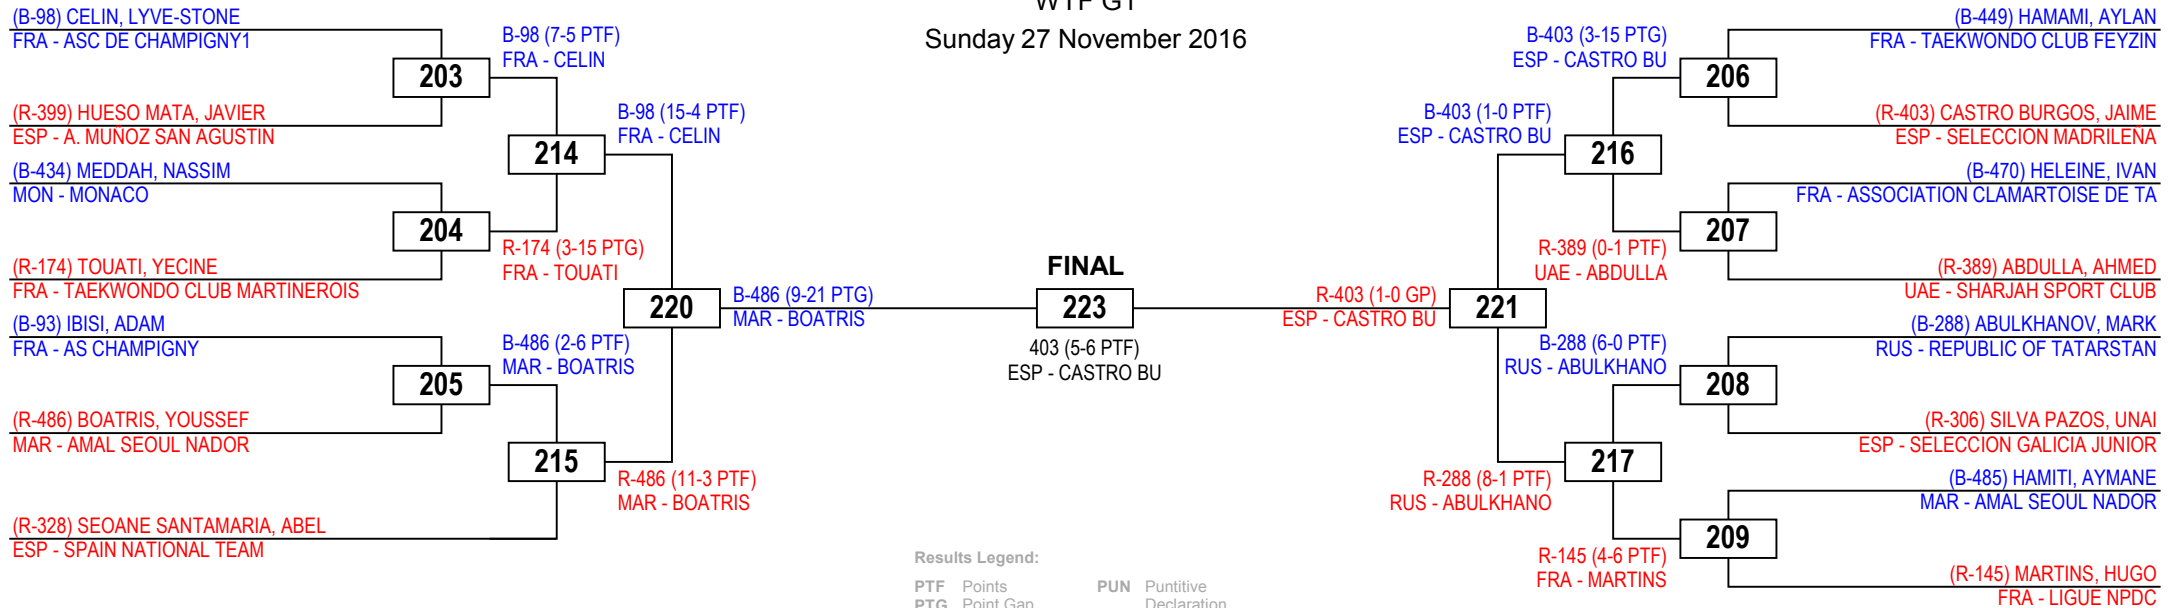 WTF G1
Sunday 27 November 2016
(B-98) CELIN, LYVE-STONE
FRA - ASC DE CHAMPIGNY1
203
(R-399) HUESO MATA, JAVIER
ESP - A. MUÑOZ SAN AGUSTIN
(B-434) MEDDAH, NASSIM
MON - MONACO
204
(R-174) TOUATI, YECINE
FRA - TAEKWONDO CLUB MARTINEROIS
(B-93) IBISI, ADAM
FRA - AS CHAMPIGNY
205
(R-486) BOATRIS, YOUSSEF
MAR - AMAL SEOUL NADOR
(R-328) SEOANE SANTAMARIA, ABEL
ESP - SPAIN NATIONAL TEAM
B-98 (7-5 PTF)
FRA - CELIN
214
R-174 (3-15 PTG)
FRA - TOUATI
B-486 (2-6 PTF)
MAR - BOATRIS
215
B-98 (15-4 PTF)
FRA - CELIN
220
R-486 (11-3 PTF)
MAR - BOATRIS
B-486 (9-21 PTG)
MAR - BOATRIS
FINAL
223
403 (5-6 PTF)
ESP - CASTRO BU
R-403 (1-0 GP)
ESP - CASTRO BU
221
B-403 (1-0 PTF)
ESP - CASTRO BU
216
R-288 (8-1 PTF)
RUS - ABULKHANO
217
B-403 (3-15 PTG)
ESP - CASTRO BU
R-389 (0-1 PTF)
UAE - ABDULLA
B-288 (6-0 PTF)
RUS - ABULKHANO
R-145 (4-6 PTF)
FRA - MARTINS
(B-449) HAMAMI, AYLAN
FRA - TAEKWONDO CLUB FEYZIN
206
(R-403) CASTRO BURGOS, JAIME
ESP - SELECCION MADRILEÑA
(B-470) HELEINE, IVAN
FRA - ASSOCIATION CLAMARTOISE DE TA
207
(R-389) ABDULLA, AHMED
UAE - SHARJAH SPORT CLUB
(B-288) ABULKHANOV, MARK
RUS - REPUBLIC OF TATARSTAN
208
(R-306) SILVA PAZOS, UNAI
ESP - SELECCION GALICIA JUNIOR
(B-485) HAMITI, AYMANE
MAR - AMAL SEOUL NADOR
209
(R-145) MARTINS, HUGO
FRA - LIGUE NPDC
Results Legend:
PTF Points PUN Puntitive
PTG Point Gap Declaration